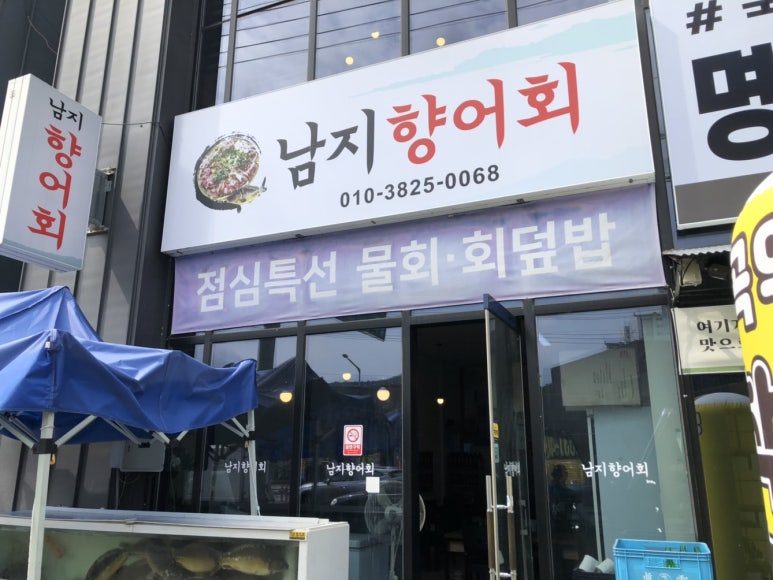 남지향어회
010-3825-0068
점심특선 물회·회덮밥
남지
향어회
남지향어회
남지향어회
남지향어회
명
여기
맛으